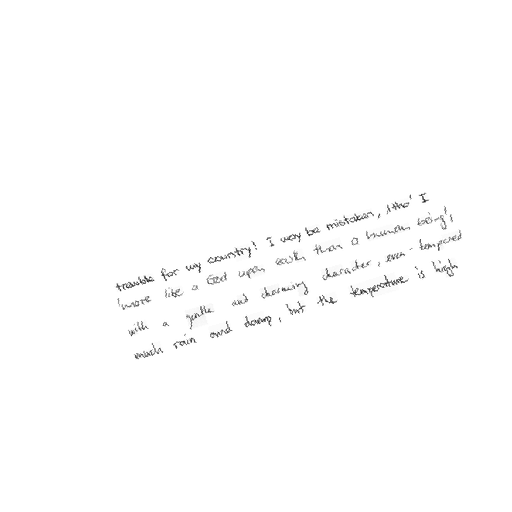 tremble for my country! I may be mistaken, 'tho' I
'more like a God upon earth than a human being'!
with a gentle and charming character, even-tempered
much rain and damp, but the temperature is high